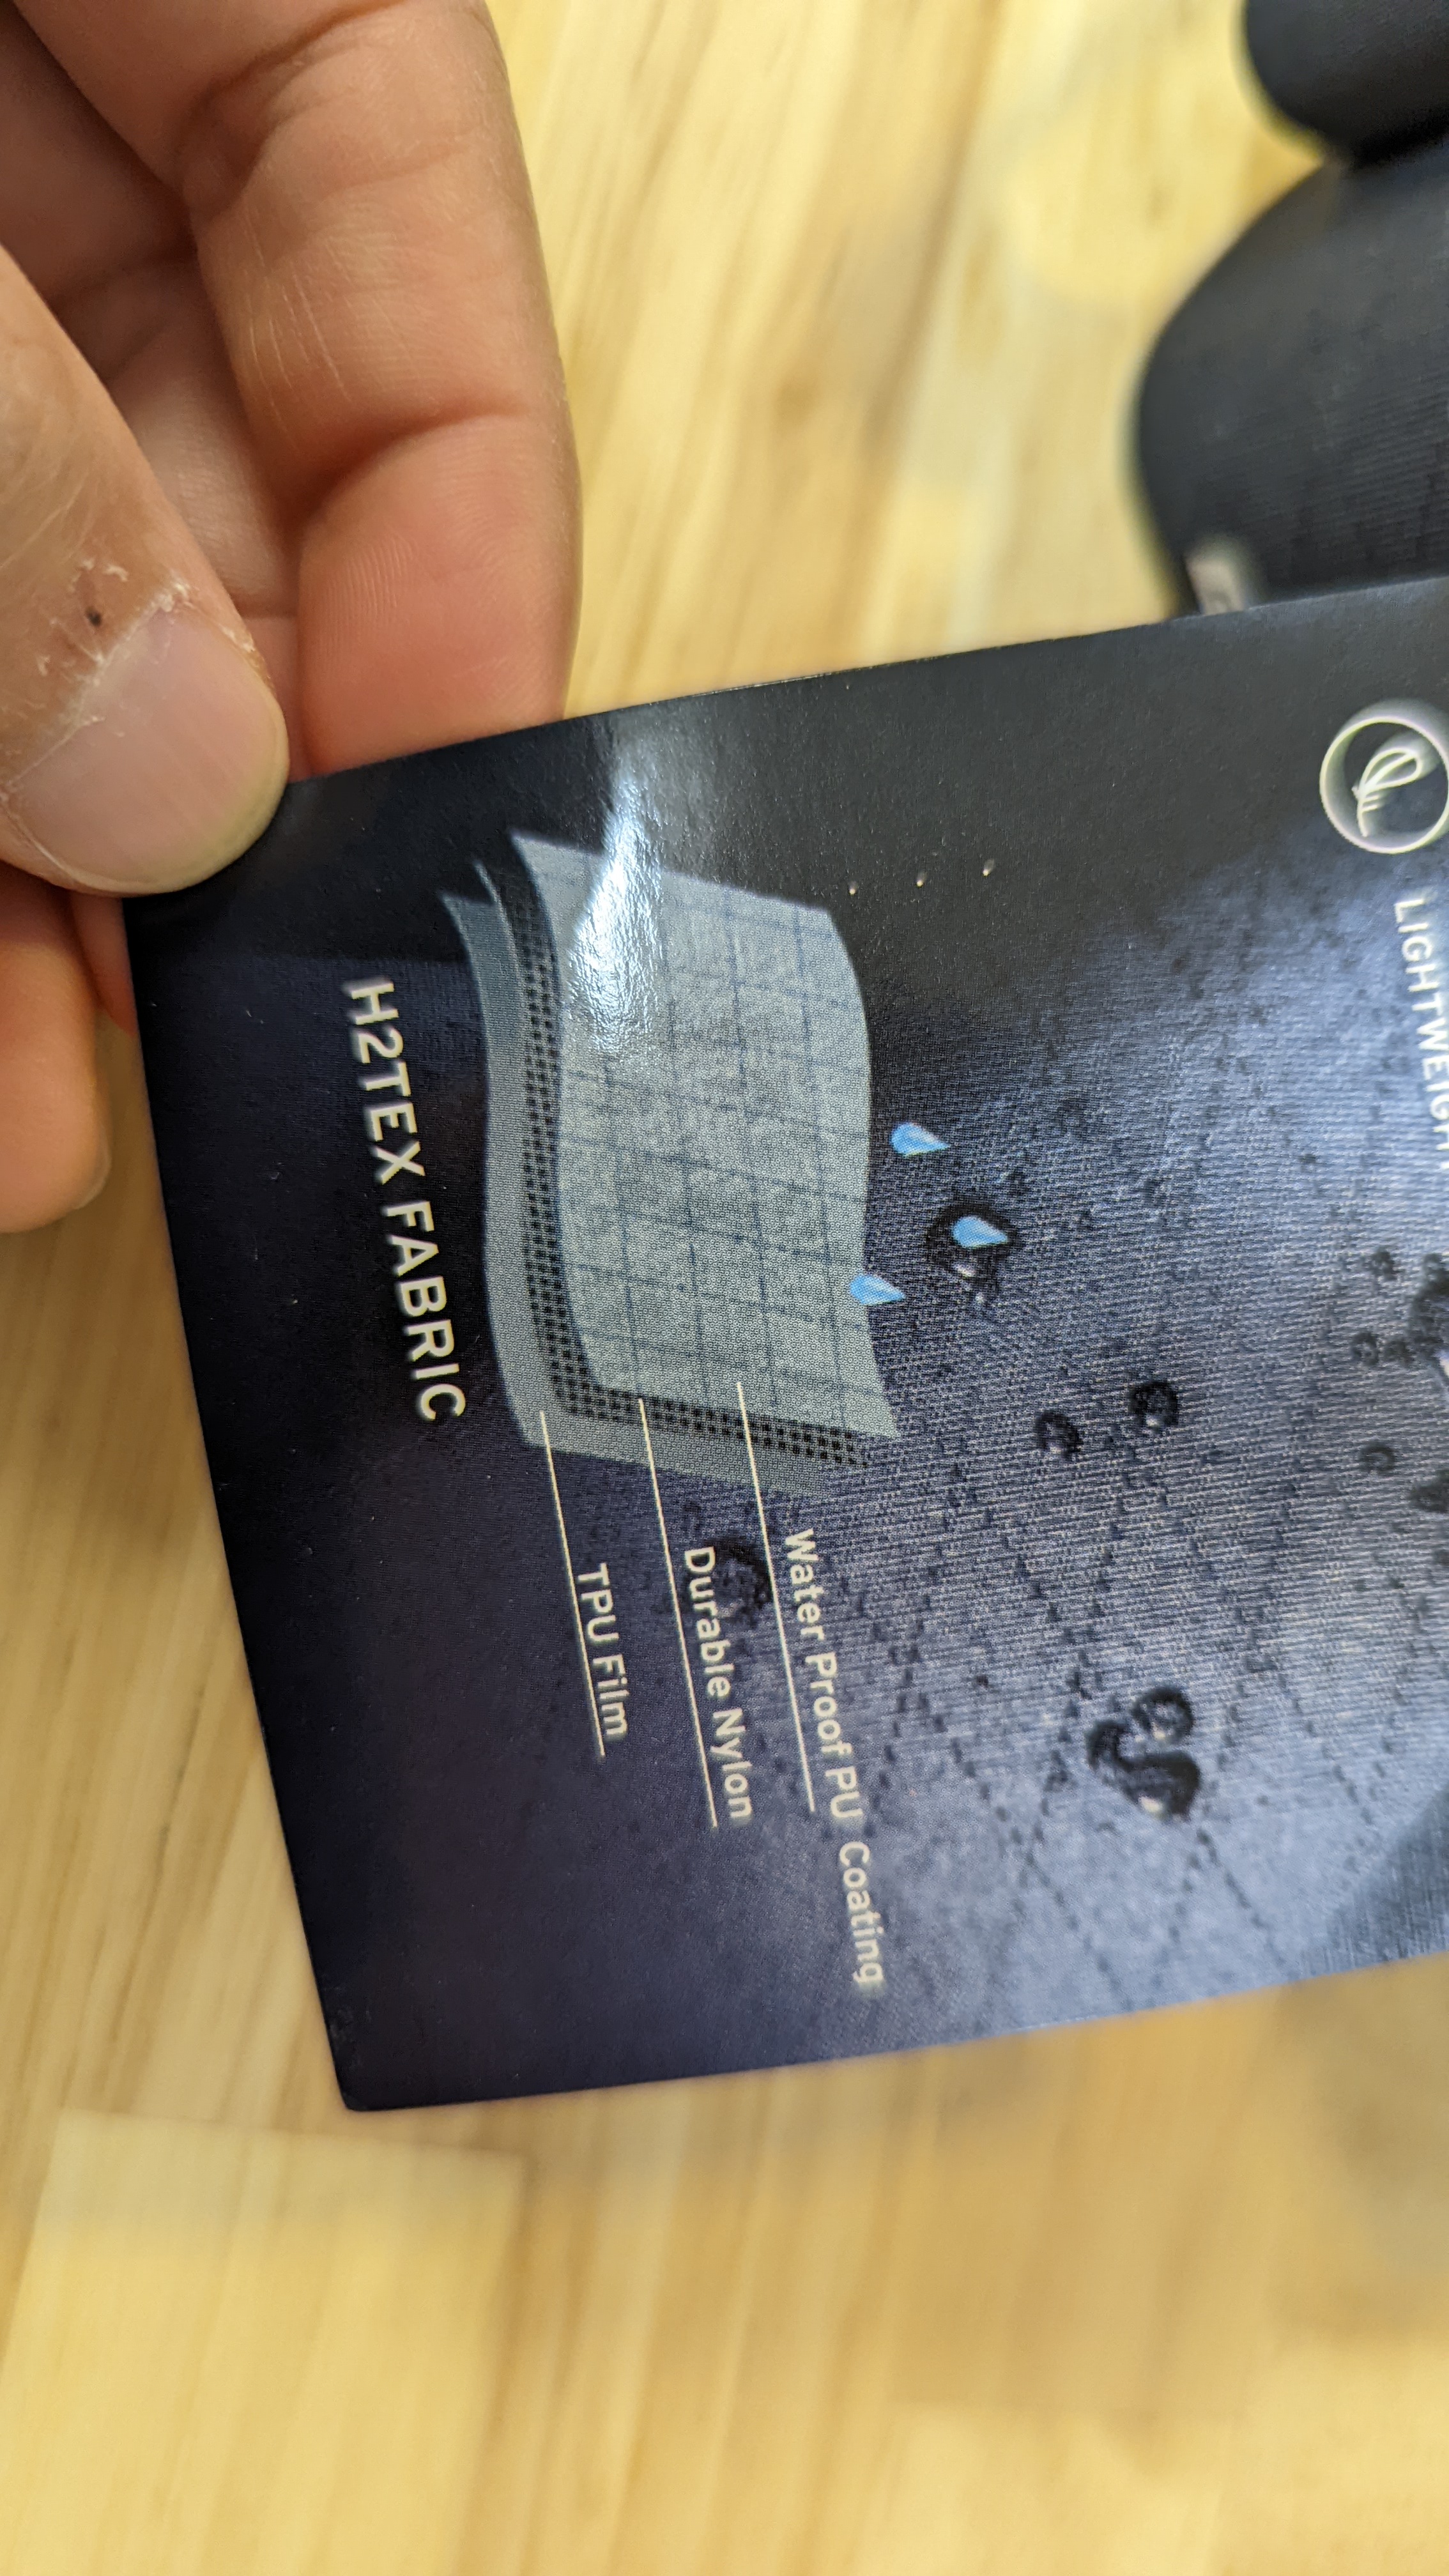 LIGHTWEIGHT
Water Proof PU Coating
Durable Nylon
TPU Film
H2TEX FABRIC